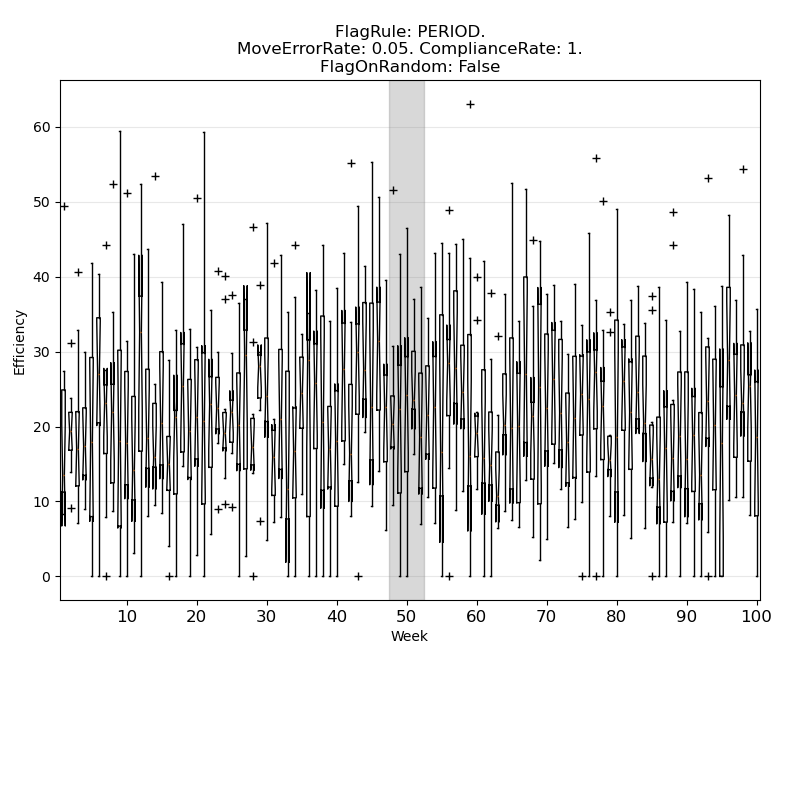 FlagRule: PERIOD.
MoveErrorRate: 0.05. ComplianceRate: 1.
FlagOnRandom: False
Efficiency
60
50
40
30
20
10
0
10 20 30 40 50 60 70 80 90 100
Week